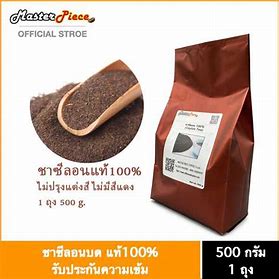 MasterPiece
OFFICIAL STROE
ชาซีลอนแท้100%
ไม่ปรุงแต่งสี ไม่มีสีแดง
1 ถุง 500 g.
ชาซีลอนบด แท้100%
รับประกันความเข้ม
500 กรัม
1 ถุง